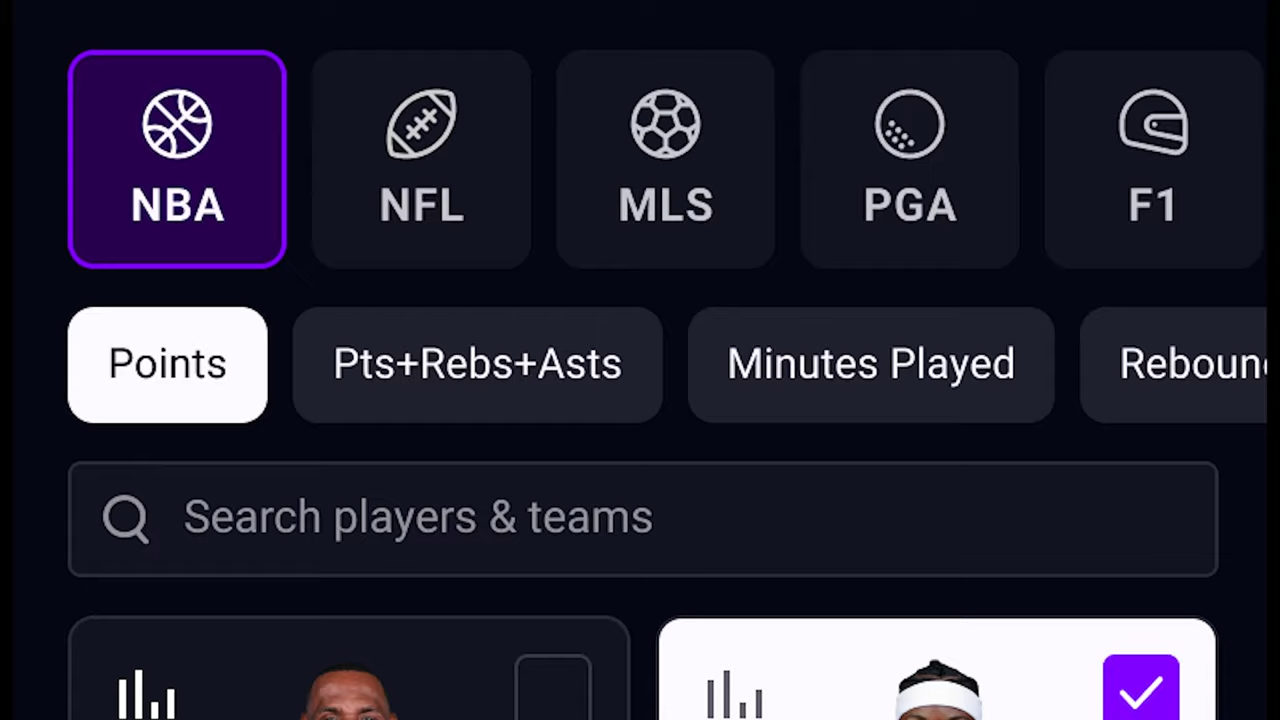 NBA NFL MLS PGA F1
Points Pts+Rebs+Asts Minutes Played
Search players & teams